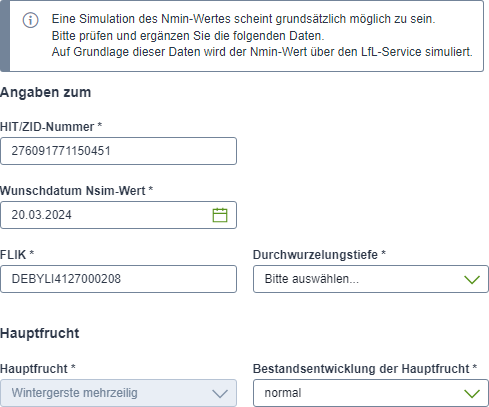 Eine Simulation des Nmin-Wertes scheint grundsätzlich möglich zu sein.
Bitte prüfen und ergänzen Sie die folgenden Daten.
Auf Grundlage dieser Daten wird der Nmin-Wert über den LfL-Service simuliert.
Angaben zum
HIT/ZID-Nummer *
276091771150451
Wunschdatum Nsim-Wert *
20.03.2024
FLIK * Durchwurzelungstiefe *
DEBYLI4127000208 Bitte auswählen...
Hauptfrucht
Hauptfrucht * Bestandsentwicklung der Hauptfrucht *
Wintergerste mehrzeilig normal